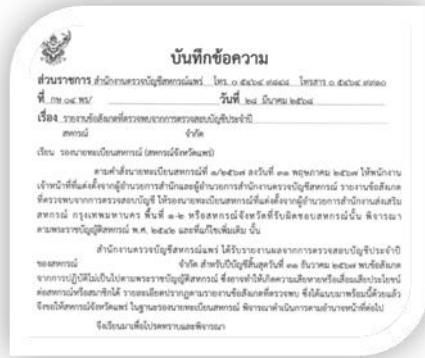 บันทึกข้อความ
ส่วนราชการ สำนักงานตรวจบัญชีสหกรณ์แพร่ โทร. ๐ ๕๔๖๔ ๙๘๔๘ โทรสาร ๐ ๕๔๖๔ ๙๙๑๐
ที่ กษ ๐๔ พร/ วันที่ ๒๘ มีนาคม ๒๕๖๘
เรื่อง รายงานข้อสังเกตที่ตรวจพบจากการตรวจสอบบัญชีประจำปี
สหกรณ์ จำกัด
เรียน รองนายทะเบียนสหกรณ์ (สหกรณ์จังหวัดแพร่)
ตามคำสั่งนายทะเบียนสหกรณ์ที่ ๑/๒๕๖๗ ลงวันที่ ๓๑ พฤษภาคม ๒๕๖๗ ให้พนักงาน
เจ้าหน้าที่ที่แต่งตั้งจากผู้อำนวยการสำนักและผู้อำนวยการสำนักงานตรวจบัญชีสหกรณ์ รายงานข้อสังเกต
ที่ตรวจพบจากการตรวจสอบบัญชี ให้รองนายทะเบียนสหกรณ์ที่แต่งตั้งจากผู้อำนวยการสำนักงานส่งเสริม
สหกรณ์ กรุงเทพมหานคร พื้นที่ ๑-๒ หรือสหกรณ์จังหวัดที่รับผิดชอบสหกรณ์นั้น พิจารณา
ตามพระราชบัญญัติสหกรณ์ พ.ศ. ๒๕๔๒ และที่แก้ไขเพิ่มเติม นั้น
สำนักงานตรวจบัญชีสหกรณ์แพร่ ได้รับรายงานผลจากการตรวจสอบบัญชีประจำปี
ของสหกรณ์ จำกัด สำหรับปีบัญชีสิ้นสุดวันที่ ๓๑ ธันวาคม ๒๕๖๗ พบข้อสังเกต
จากการปฏิบัติไม่เป็นไปตามพระราชบัญญัติสหกรณ์ ซึ่งอาจทำให้เกิดความเสียหายหรือเสื่อมเสียประโยชน์
ต่อสหกรณ์หรือสมาชิกได้ รายละเอียดปรากฏตามรายงานข้อสังเกตที่ตรวจพบ ซึ่งได้แนบมาพร้อมนี้ด้วยแล้ว
จึงขอให้สหกรณ์จังหวัดแพร่ ในฐานะรองนายทะเบียนสหกรณ์ พิจารณาดำเนินการตามอำนาจหน้าที่ต่อไป
จึงเรียนมาเพื่อโปรดทราบและพิจารณา